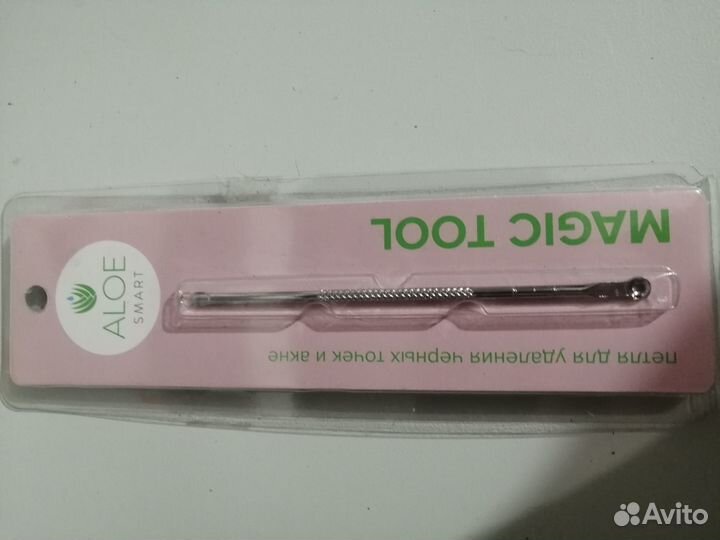 MAGIC TOOL
петля для удаления черных точек и акне
ALOE
SMART
Avito